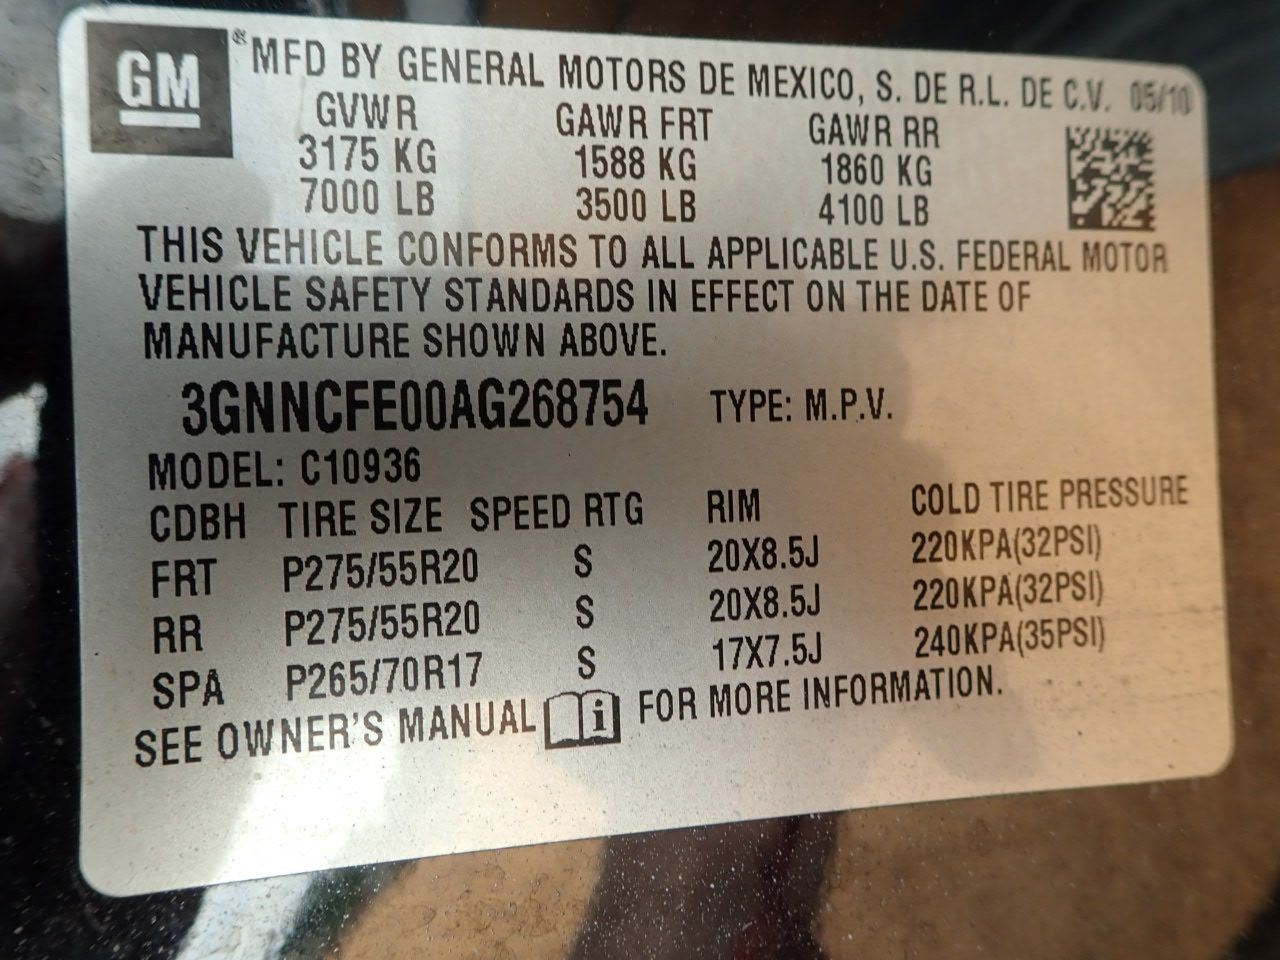 GM ® MFD BY GENERAL MOTORS DE MEXICO, S. DE R.L. DE C.V. 05/10
GVWR GAWR FRT GAWR RR
3175 KG 1588 KG 1860 KG
7000 LB 3500 LB 4100 LB
THIS VEHICLE CONFORMS TO ALL APPLICABLE U.S. FEDERAL MOTOR
VEHICLE SAFETY STANDARDS IN EFFECT ON THE DATE OF
MANUFACTURE SHOWN ABOVE.
3GNNCFE00AG268754 TYPE: M.P.V.
MODEL: C10936
CDBH TIRE SIZE SPEED RTG RIM COLD TIRE PRESSURE
FRT P275/55R20 S 20X8.5J 220KPA(32PSI)
RR P275/55R20 S 20X8.5J 220KPA(32PSI)
SPA P265/70R17 S 17X7.5J 240KPA(35PSI)
SEE OWNER'S MANUAL i FOR MORE INFORMATION.